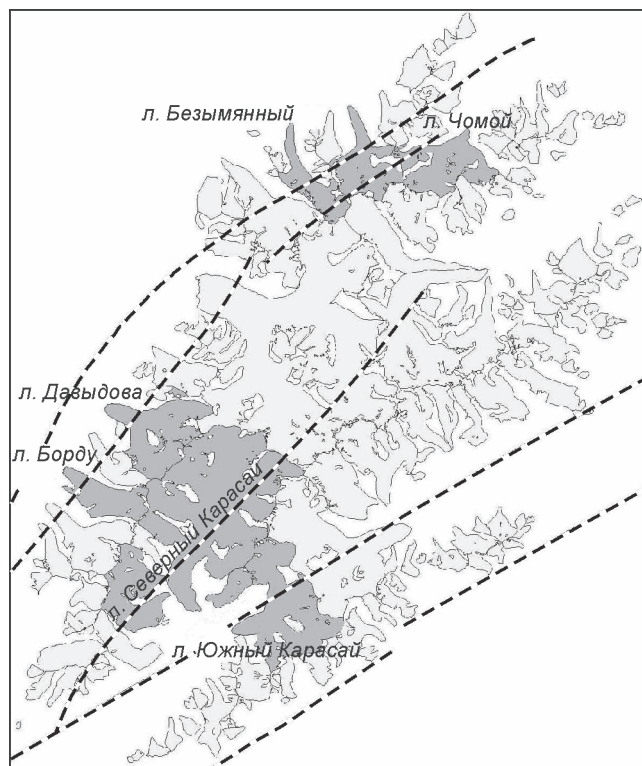 л. Безымянный
л. Чомой
л. Давыдова
л. Борду
л. Северный Карасай
л. Южный Карасай